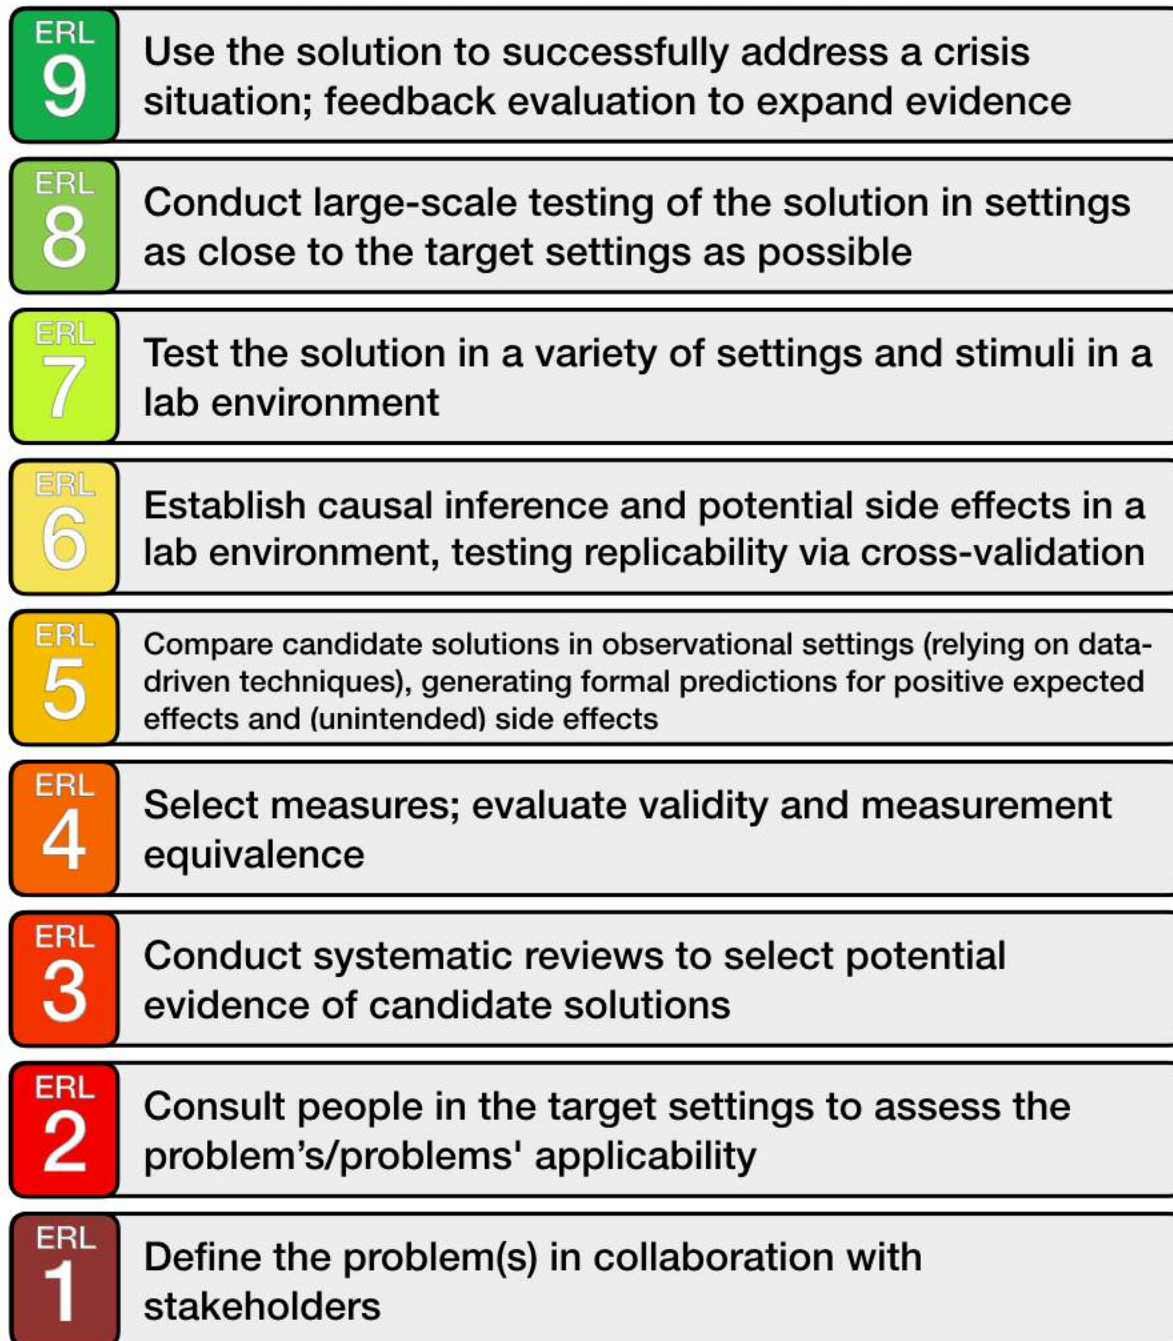 ERL
9
Use the solution to successfully address a crisis
situation; feedback evaluation to expand evidence
ERL
8
Conduct large-scale testing of the solution in settings
as close to the target settings as possible
ERL
7
Test the solution in a variety of settings and stimuli in a
lab environment
ERL
6
Establish causal inference and potential side effects in a
lab environment, testing replicability via cross-validation
ERL
5
Compare candidate solutions in observational settings (relying on data-
driven techniques), generating formal predictions for positive expected
effects and (unintended) side effects
ERL
4
Select measures; evaluate validity and measurement
equivalence
ERL
3
Conduct systematic reviews to select potential
evidence of candidate solutions
ERL
2
Consult people in the target settings to assess the
problem’s/problems' applicability
ERL
1
Define the problem(s) in collaboration with
stakeholders